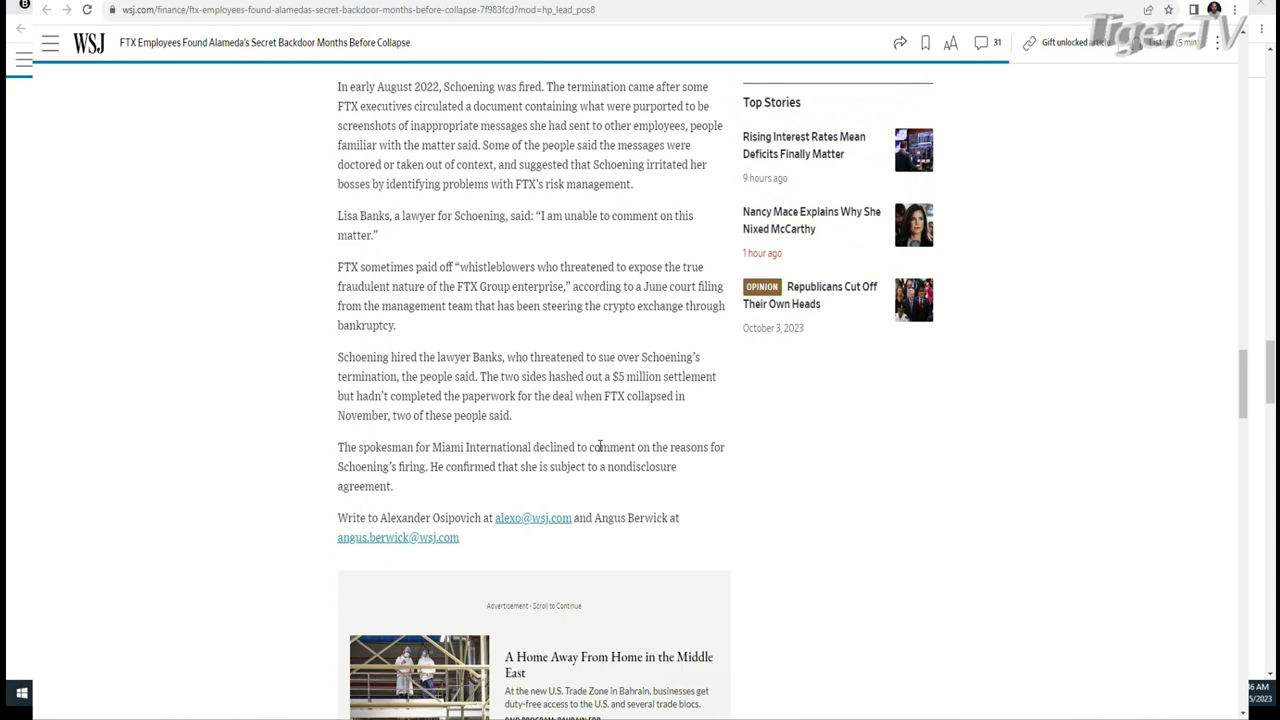 wsj.com/finance/ftx-employees-found-alamedas-secret-backdoor-months-before-collapse-7f983fcd?mod=hp_lead_pos8
Tiger-TV
WSJ
FTX Employees Found Alameda's Secret Backdoor Months Before Collapse
31
Gift unlocked article
Listen (5 min)
In early August 2022, Schoening was fired. The termination came after some
FTX executives circulated a document containing what were purported to be
screenshots of inappropriate messages she had sent to other employees, people
familiar with the matter said. Some of the people said the messages were
doctored or taken out of context, and suggested that Schoening irritated her
bosses by identifying problems with FTX's risk management.
Lisa Banks, a lawyer for Schoening, said: “I am unable to comment on this
matter.”
FTX sometimes paid off “whistleblowers who threatened to expose the true
fraudulent nature of the FTX Group enterprise,” according to a June court filing
from the management team that has been steering the crypto exchange through
bankruptcy.
Schoening hired the lawyer Banks, who threatened to sue over Schoening's
termination, the people said. The two sides hashed out a $5 million settlement
but hadn't completed the paperwork for the deal when FTX collapsed in
November, two of these people said.
The spokesman for Miami International declined to comment on the reasons for
Schoening's firing. He confirmed that she is subject to a nondisclosure
agreement.
Write to Alexander Osipovich at alexo@wsj.com and Angus Berwick at
angus.berwick@wsj.com
Top Stories
Rising Interest Rates Mean
Deficits Finally Matter
9 hours ago
Nancy Mace Explains Why She
Nixed McCarthy
1 hour ago
OPINION Republicans Cut Off
Their Own Heads
October 3, 2023
Advertisement - Scroll to Continue
A Home Away From Home in the Middle
East
At the new U.S. Trade Zone in Bahrain, businesses get
duty-free access to the U.S. and several trade blocs.